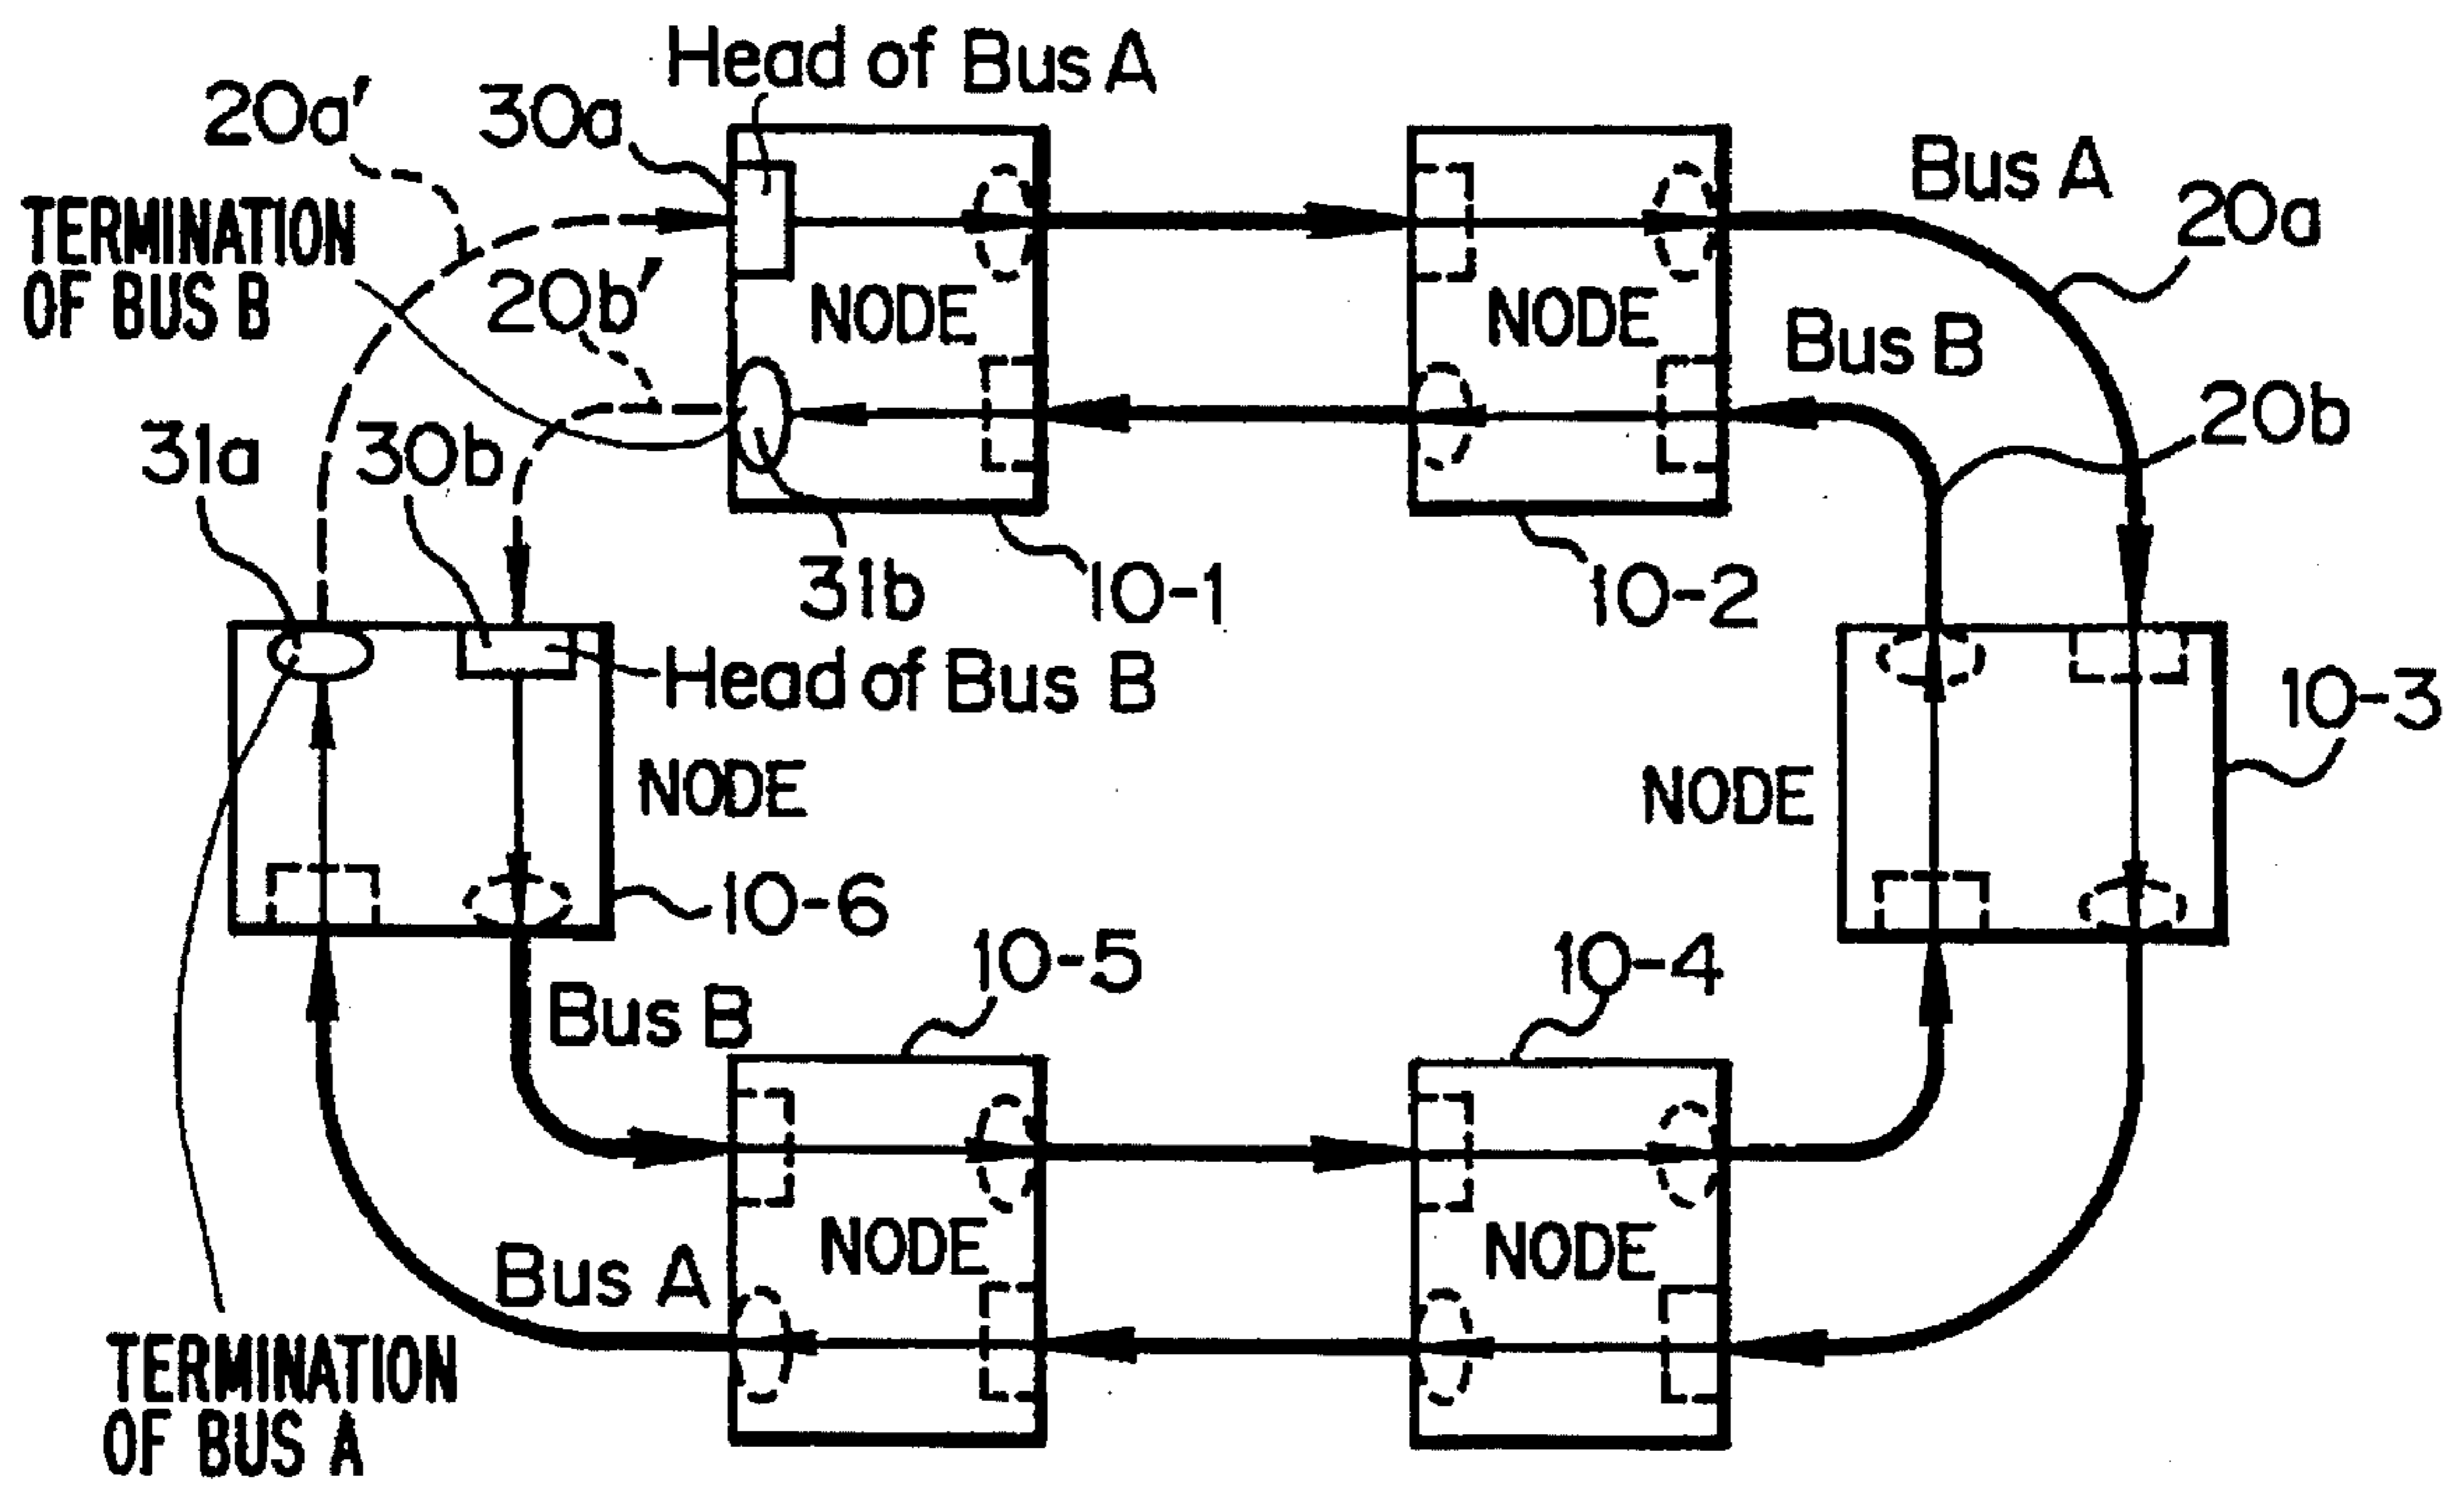 Head of Bus A
20a'
30a
Bus A
20a
TERMINATION
OF BUS B
20b'
NODE
NODE
Bus B
20b
31a
30b
31b
10-1
10-2
Head of Bus B
10-3
NODE
NODE
10-6
10-5
10-4
Bus B
NODE
NODE
Bus A
TERMINATION
OF BUS A